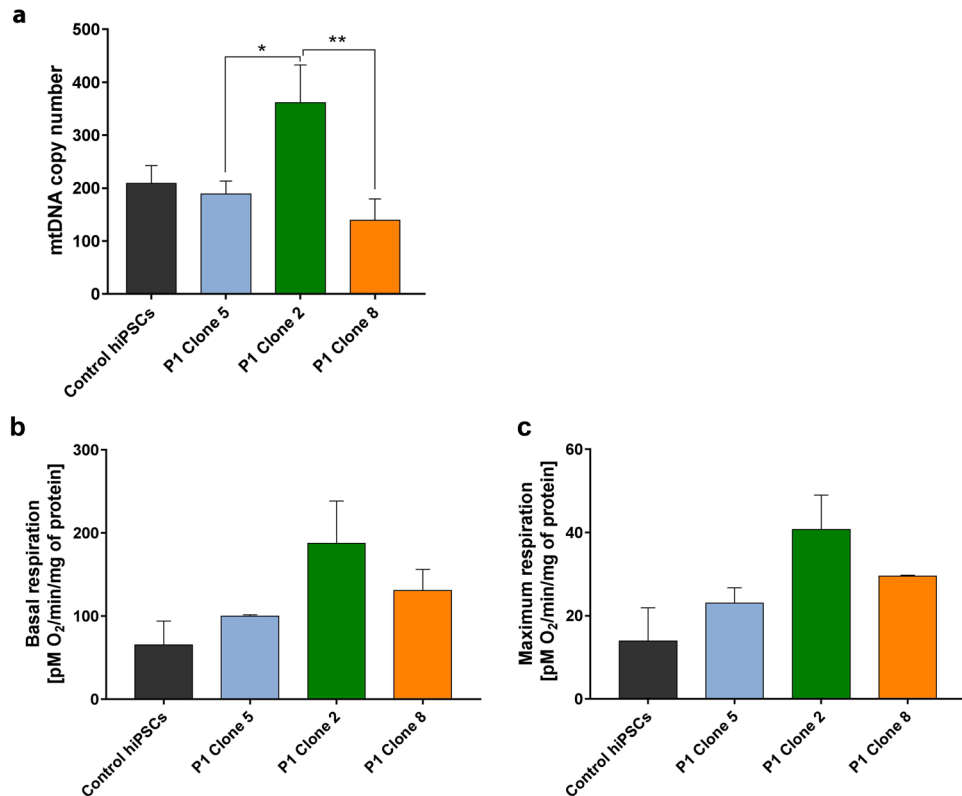 a
mtDNA copy number
500
400
300
200
100
0
*
**
Control hiPSCs
P1 Clone 5
P1 Clone 2
P1 Clone 8
b
Basal respiration
[pM O₂/min/mg of protein]
300
200
100
0
Control hiPSCs
P1 Clone 5
P1 Clone 2
P1 Clone 8
c
Maximum respiration
[pM O₂/min/mg of protein]
60
40
20
0
Control hiPSCs
P1 Clone 5
P1 Clone 2
P1 Clone 8